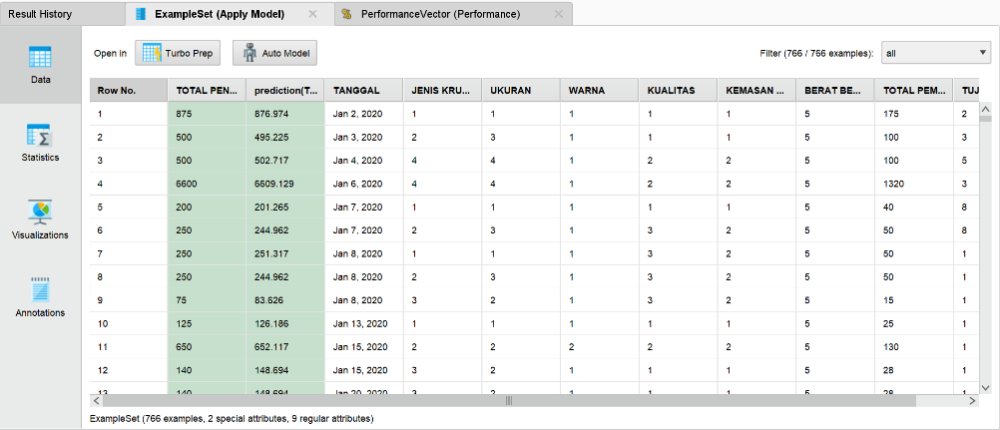 Result History ExampleSet (Apply Model) PerformanceVector (Performance)
Open in Turbo Prep Auto Model Filter (766 / 766 examples): all
Data
Statistics
Visualizations
Annotations
Row No. TOTAL PEN... prediction(T... TANGGAL JENIS KRU... UKURAN WARNA KUALITAS KEMASAN ... BERAT BE... TOTAL PEM... TUJ
1 875 876.974 Jan 2, 2020 1 1 1 1 1 5 175 2
2 500 495.225 Jan 3, 2020 2 3 1 1 1 5 100 3
3 500 502.717 Jan 4, 2020 4 4 1 2 2 5 100 5
4 6600 6609.129 Jan 6, 2020 4 4 1 2 2 5 1320 3
5 200 201.265 Jan 7, 2020 1 1 1 1 1 5 40 8
6 250 244.962 Jan 7, 2020 2 3 1 3 2 5 50 8
7 250 251.317 Jan 8, 2020 1 1 1 3 2 5 50 1
8 250 244.962 Jan 8, 2020 2 3 1 3 2 5 50 1
9 75 83.626 Jan 8, 2020 3 2 1 3 2 5 15 1
10 125 126.186 Jan 13, 2020 1 1 1 1 1 5 25 1
11 650 652.117 Jan 15, 2020 2 2 2 2 2 5 130 1
12 140 148.694 Jan 15, 2020 3 2 1 1 1 5 28 1
13 140 148.694 Jan 20, 2020 3 2 1 1 1 5 28 1
ExampleSet (766 examples, 2 special attributes, 9 regular attributes)